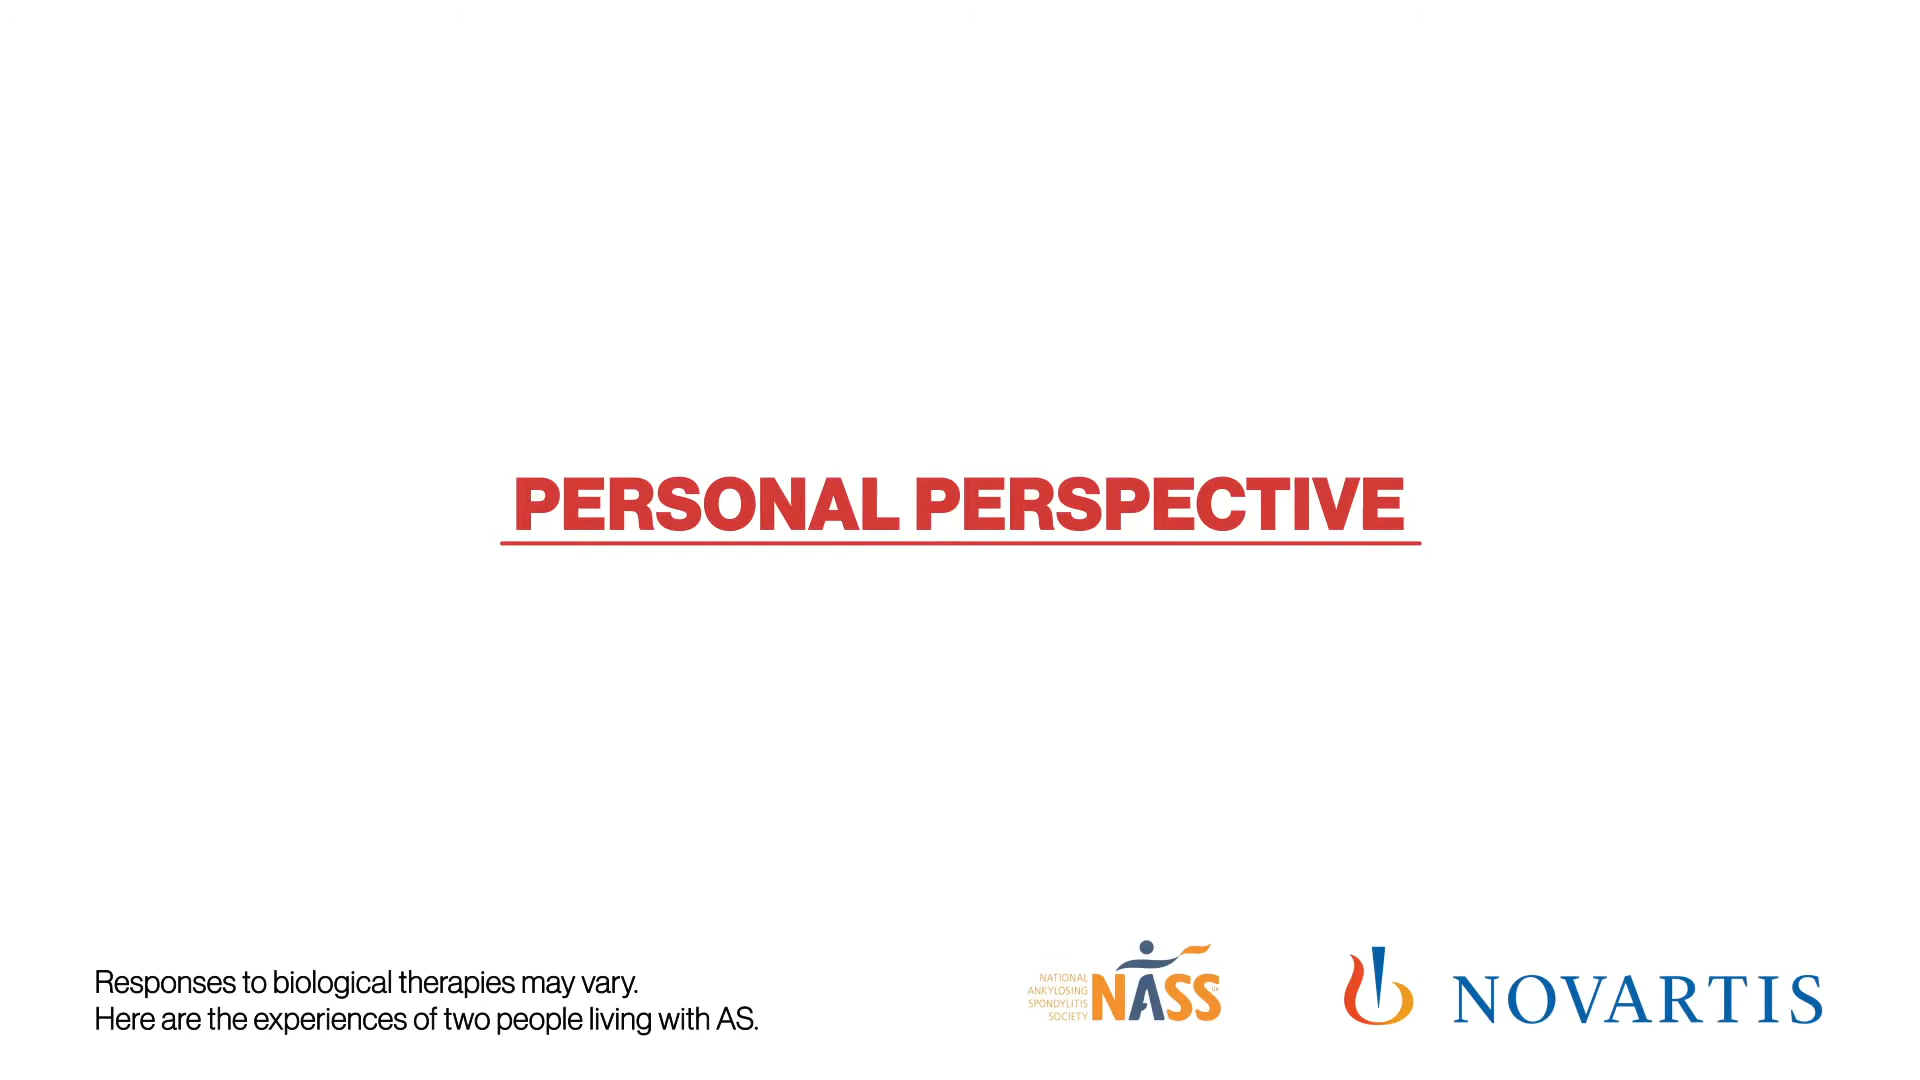 PERSONAL PERSPECTIVE
Responses to biological therapies may vary.
Here are the experiences of two people living with AS.
NATIONAL
ANKYLOSING
SPONDYLITIS
SOCIETY
NASS
NOVARTIS